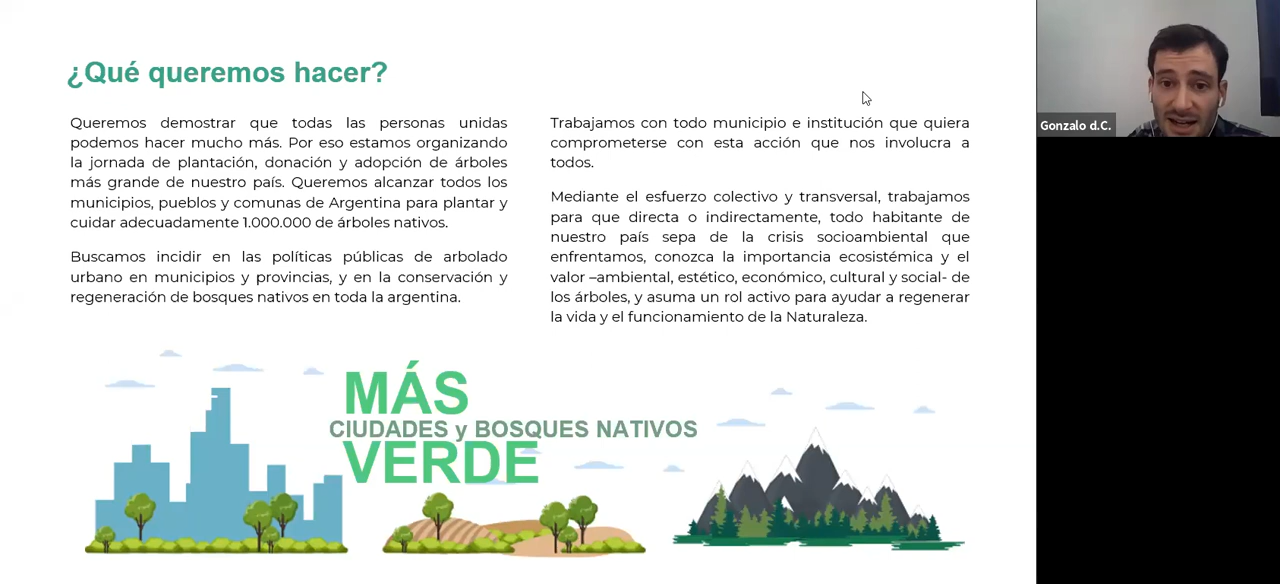 ¿Qué queremos hacer?
Queremos demostrar que todas las personas unidas
podemos hacer mucho más. Por eso estamos organizando
la jornada de plantación, donación y adopción de árboles
más grande de nuestro país. Queremos alcanzar todos los
municipios, pueblos y comunas de Argentina para plantar y
cuidar adecuadamente 1.000.000 de árboles nativos.
Buscamos incidir en las políticas públicas de arbolado
urbano en municipios y provincias, y en la conservación y
regeneración de bosques nativos en toda la argentina.
Trabajamos con todo municipio e institución que quiera
comprometerse con esta acción que nos involucra a
todos.
Mediante el esfuerzo colectivo y transversal, trabajamos
para que directa o indirectamente, todo habitante de
nuestro país sepa de la crisis socioambiental que
enfrentamos, conozca la importancia ecosistémica y el
valor –ambiental, estético, económico, cultural y social- de
los árboles, y asuma un rol activo para ayudar a regenerar
la vida y el funcionamiento de la Naturaleza.
MÁS
CIUDADES y BOSQUES NATIVOS
VERDE
Gonzalo d.C.